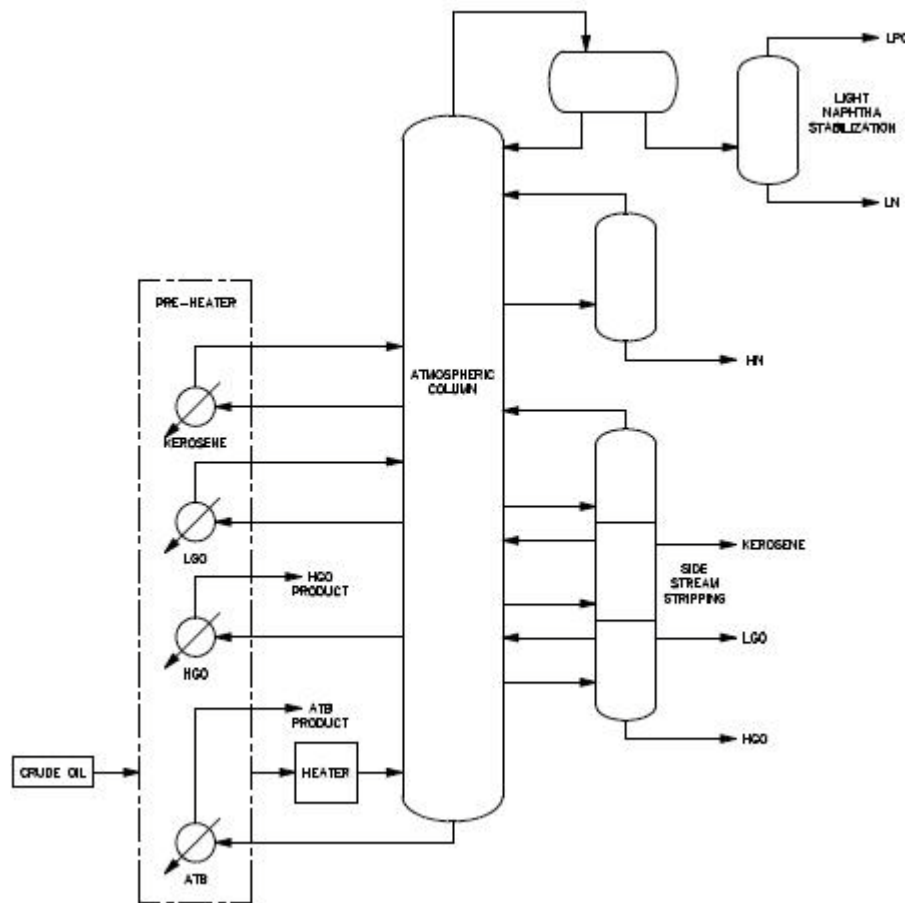 LPG
LIGHT
NAPHTHA
STABILIZATION
LN
PRE-HEATER
HN
ATMOSPHERIC
COLUMN
KEROSENE
KEROSENE
LGO
HGO
PRODUCT
SIDE
STREAM
STRIPPING
LGO
HGO
ATB
PRODUCT
HGO
CRUDE OIL
HEATER
ATB